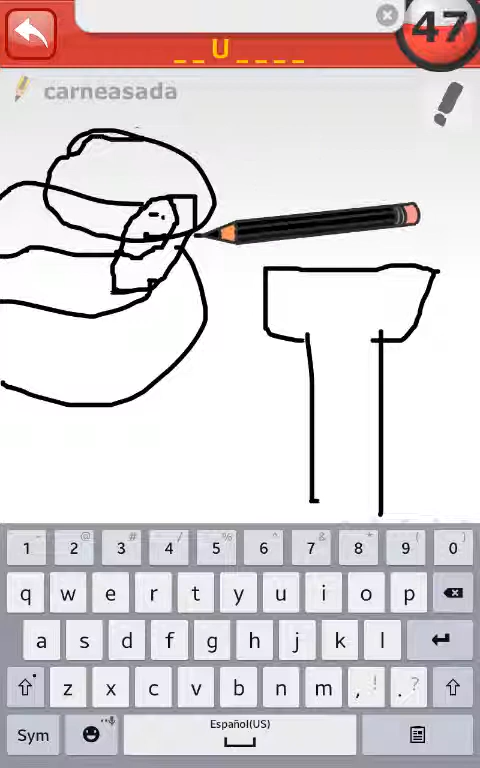 47
_ _ U _ _ _ _
carneasada
1 - 2 @ 3 # 4 / 5 % 6 ^ 7 & 8 * 9 ( 0 )
q w e r t y u i o p
a s d f g h j k l
z x c v b n m , ! . ?
Sym Español(US)